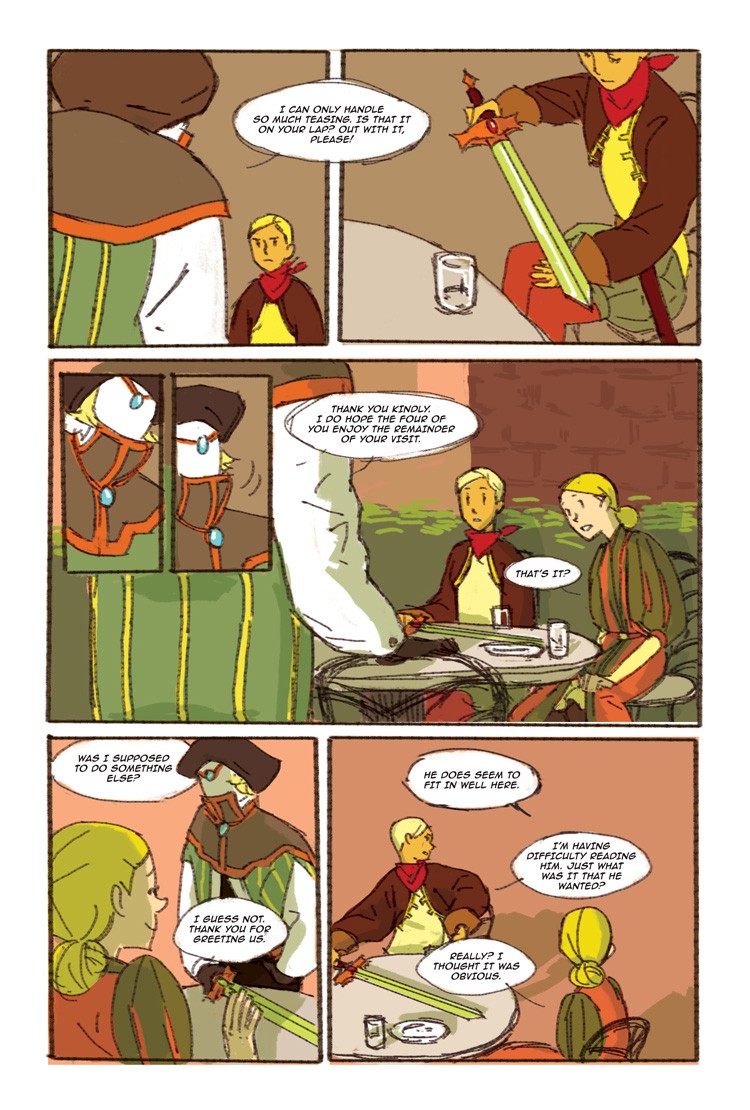 I CAN ONLY HANDLE
SO MUCH TEASING. IS THAT IT
ON YOUR LAP? OUT WITH IT,
PLEASE!
THANK YOU KINDLY.
I DO HOPE THE FOUR OF
YOU ENJOY THE REMAINDER
OF YOUR VISIT.
THAT'S IT?
WAS I SUPPOSED
TO DO SOMETHING
ELSE?
I GUESS NOT.
THANK YOU FOR
GREETING US.
HE DOES SEEM TO
FIT IN WELL HERE.
I'M HAVING
DIFFICULTY READING
HIM. JUST WHAT
WAS IT THAT HE
WANTED?
REALLY? I
THOUGHT IT WAS
OBVIOUS.